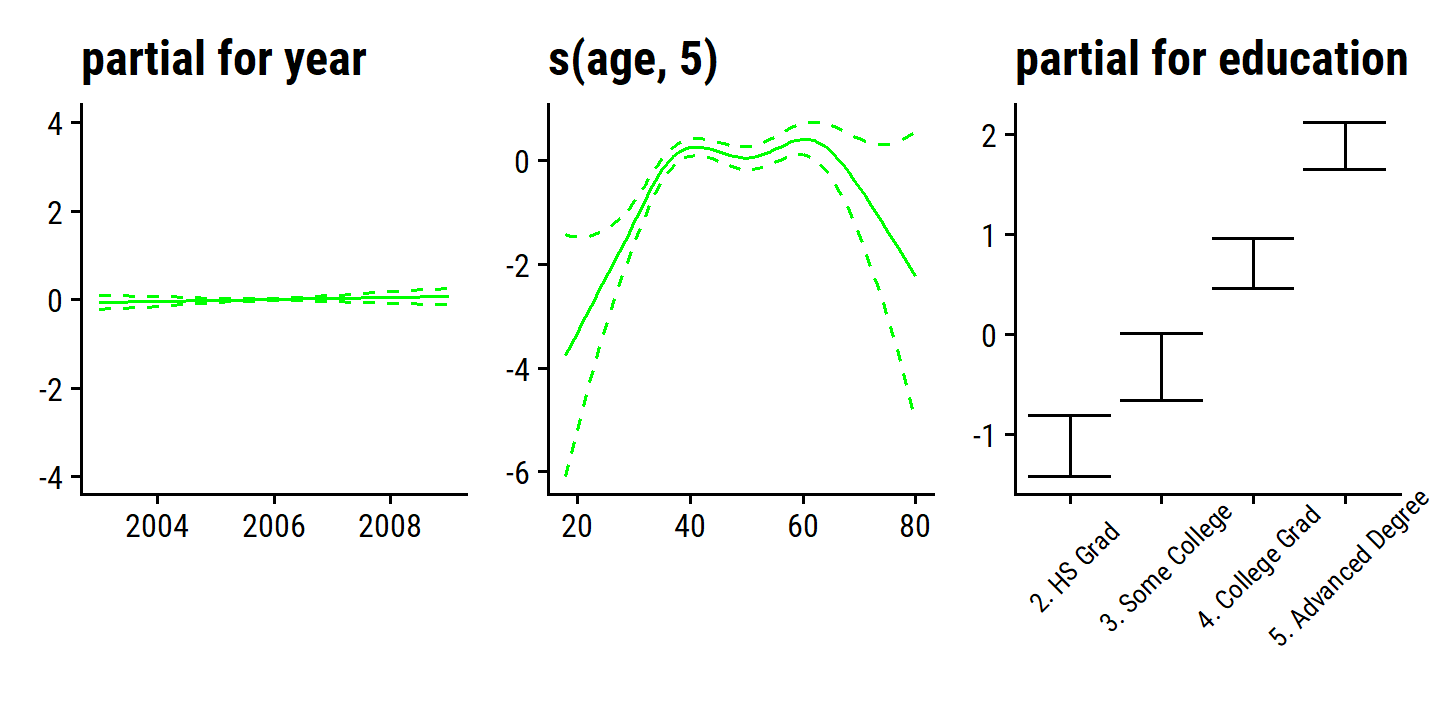 partial for year
4
2
0
-2
-4
2004 2006 2008
s(age, 5)
0
-2
-4
-6
20 40 60 80
partial for education
2
1
0
-1
2. HS Grad
3. Some College
4. College Grad
5. Advanced Degree